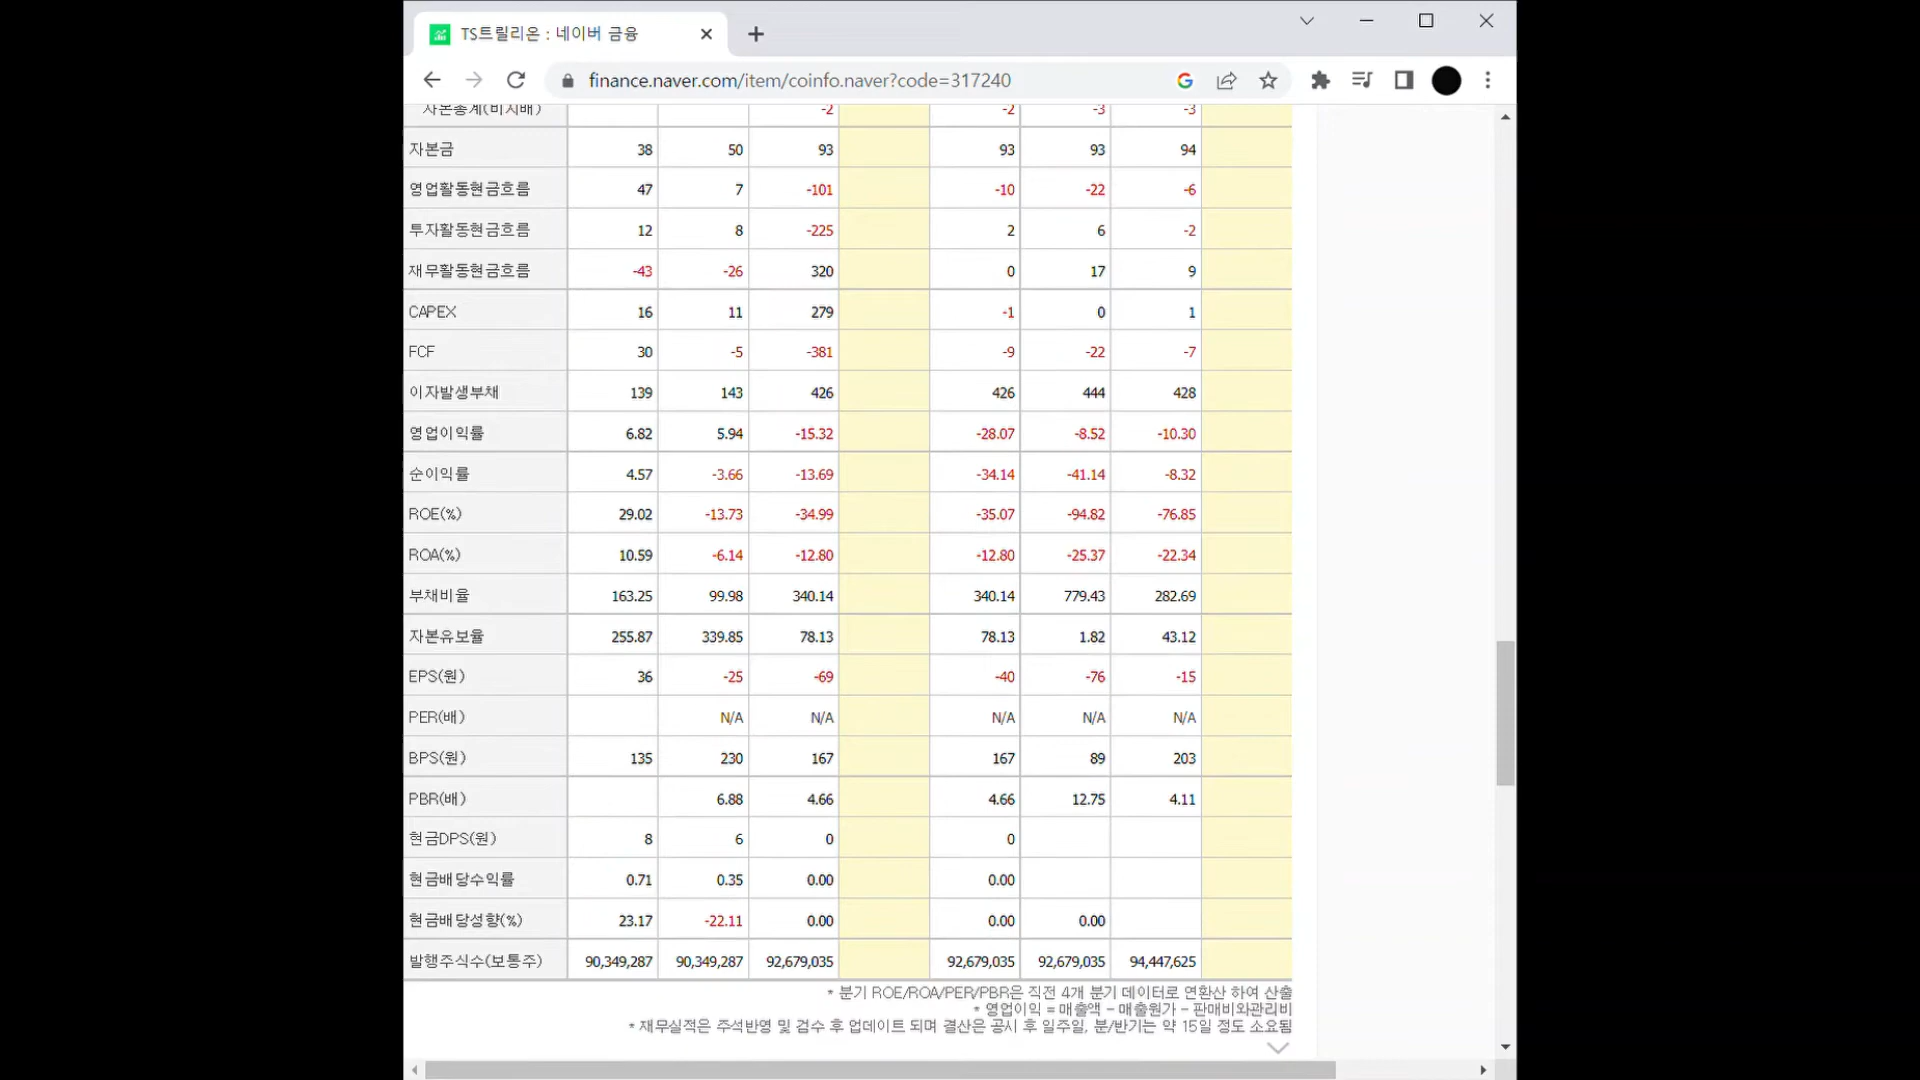 TS트릴리온 : 네이버 금융
finance.naver.com/item/coinfo.naver?code=317240
자본총계(비지배) -2 -2 -3 -3
자본금 38 50 93 93 93 94
영업활동현금흐름 47 7 -101 -10 -22 -6
투자활동현금흐름 12 8 -225 2 6 -2
재무활동현금흐름 -43 -26 320 0 17 9
CAPEX 16 11 279 -1 0 1
FCF 30 -5 -381 -9 -22 -7
이자발생부채 139 143 426 426 444 428
영업이익률 6.82 5.94 -15.32 -28.07 -8.52 -10.30
순이익률 4.57 -3.66 -13.69 -34.14 -41.14 -8.32
ROE(%) 29.02 -13.73 -34.99 -35.07 -94.82 -76.85
ROA(%) 10.59 -6.14 -12.80 -12.80 -25.37 -22.34
부채비율 163.25 99.98 340.14 340.14 779.43 282.69
자본유보율 255.87 339.85 78.13 78.13 1.82 43.12
EPS(원) 36 -25 -69 -40 -76 -15
PER(배) N/A N/A N/A N/A N/A
BPS(원) 135 230 167 167 89 203
PBR(배) 6.88 4.66 4.66 12.75 4.11
현금DPS(원) 8 6 0 0
현금배당수익률 0.71 0.35 0.00 0.00
현금배당성향(%) 23.17 -22.11 0.00 0.00 0.00
발행주식수(보통주) 90,349,287 90,349,287 92,679,035 92,679,035 92,679,035 94,447,625
* 분기 ROE/ROA/PER/PBR은 직전 4개 분기 데이터로 연환산 하여 산출
* 영업이익 = 매출액 - 매출원가 - 판매비와관리비
* 재무실적은 주석반영 및 검수 후 업데이트 되며 결산은 공시 후 일주일, 분/반기는 약 15일 정도 소요됨